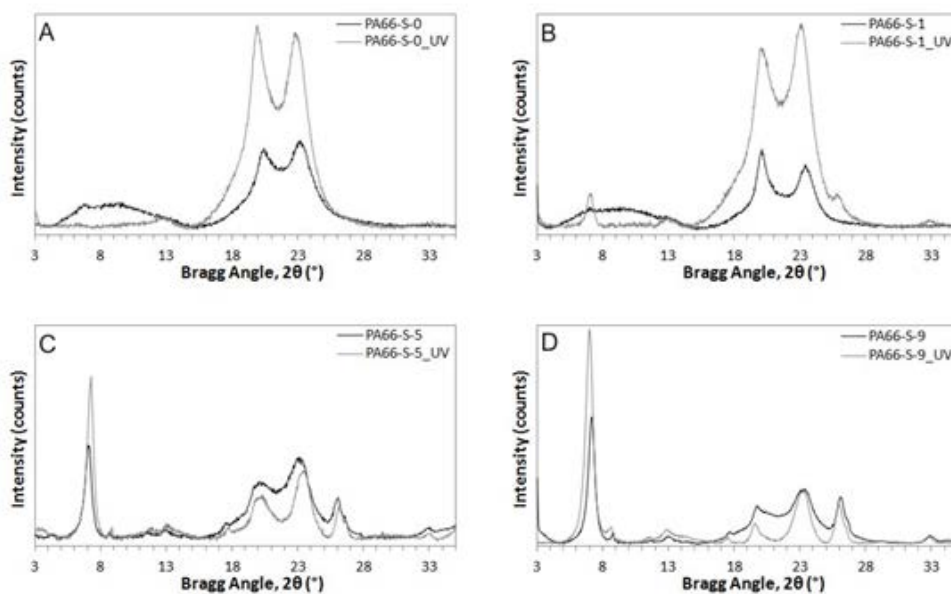 A
PA66-S-0
PA66-S-0_UV
Intensity (counts)
3 8 13 18 23 28 33
Bragg Angle, 2θ (°)
B
PA66-S-1
PA66-S-1_UV
Intensity (counts)
3 8 13 18 23 28 33
Bragg Angle, 2θ (°)
C
PA66-S-5
PA66-S-5_UV
Intensity (counts)
3 8 13 18 23 28 33
Bragg Angle, 2θ (°)
D
PA66-S-9
PA66-S-9_UV
Intensity (counts)
3 8 13 18 23 28 33
Bragg Angle, 2θ (°)